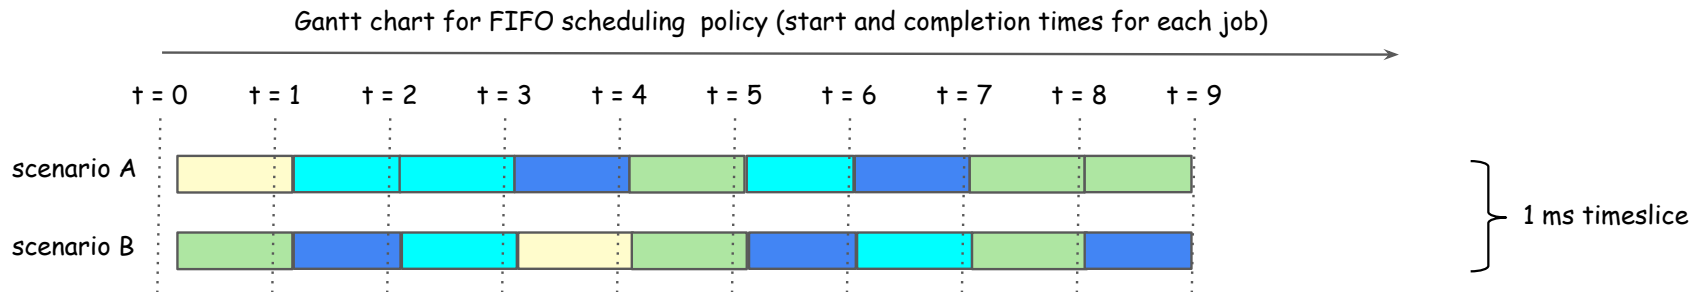 Gantt chart for FIFO scheduling policy (start and completion times for each job)
t = 0 t = 1 t = 2 t = 3 t = 4 t = 5 t = 6 t = 7 t = 8 t = 9
scenario A
1 ms timeslice
scenario B